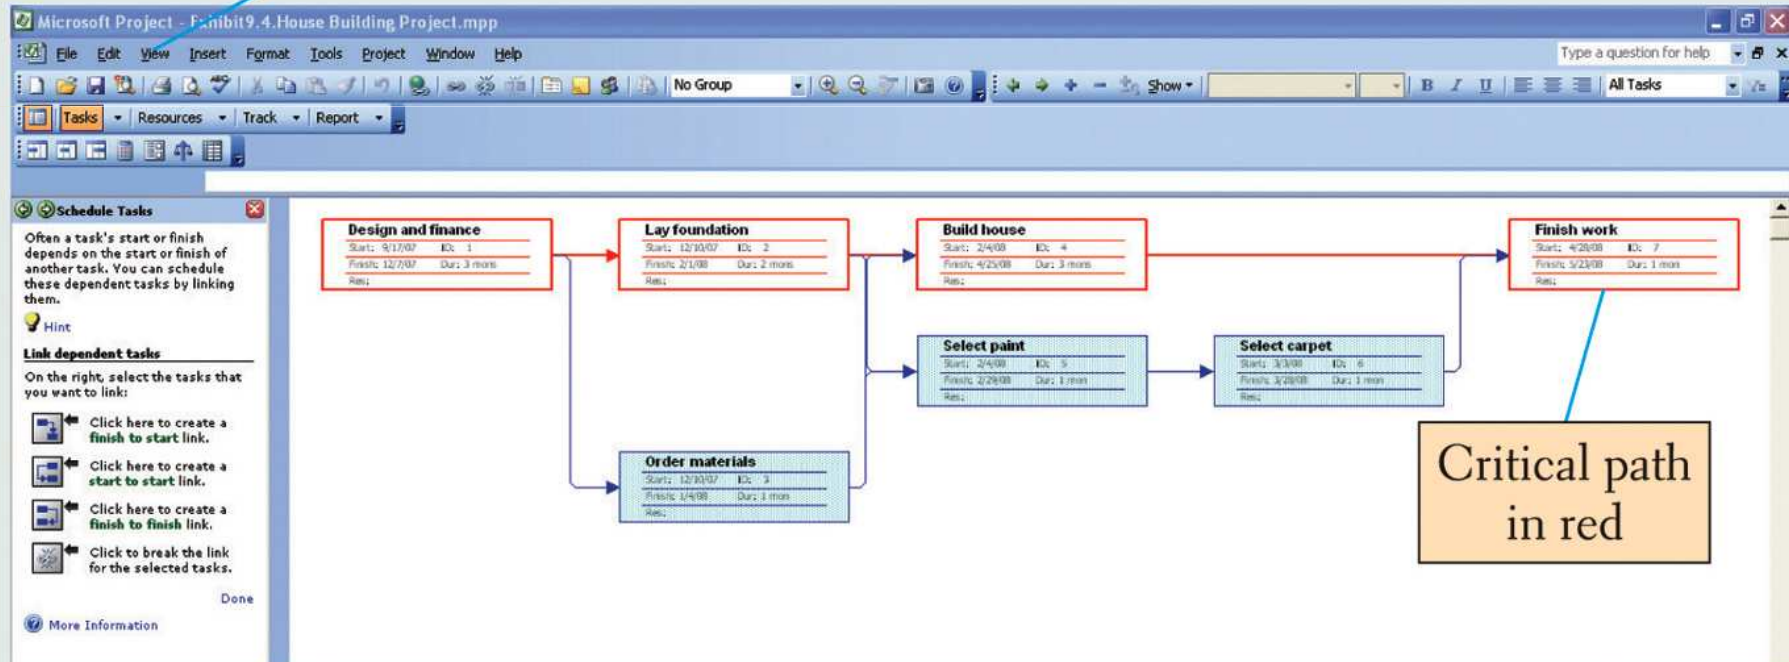 Microsoft Project - Exhibit9.4.House Building Project.mpp
File Edit View Insert Format Tools Project Window Help
Type a question for help
No Group
Show
B I U
All Tasks
Tasks Resources Track Report
Schedule Tasks
Often a task's start or finish
depends on the start or finish of
another task. You can schedule
these dependent tasks by linking
them.
Hint
Link dependent tasks
On the right, select the tasks that
you want to link:
Click here to create a
finish to start link.
Click here to create a
start to start link.
Click here to create a
finish to finish link.
Click to break the link
for the selected tasks.
Done
More Information
Design and finance
Start: 9/17/07 ID: 1
Finish: 12/7/07 Dur: 3 mons
Res:
Lay foundation
Start: 12/10/07 ID: 2
Finish: 2/1/08 Dur: 2 mons
Res:
Build house
Start: 2/4/08 ID: 4
Finish: 4/25/08 Dur: 3 mons
Res:
Finish work
Start: 4/28/08 ID: 7
Finish: 5/23/08 Dur: 1 mon
Res:
Select paint
Start: 2/4/08 ID: 5
Finish: 2/29/08 Dur: 1 mon
Res:
Select carpet
Start: 3/3/08 ID: 6
Finish: 3/28/08 Dur: 1 mon
Res:
Order materials
Start: 12/10/07 ID: 3
Finish: 1/4/08 Dur: 1 mon
Res:
Critical path
in red